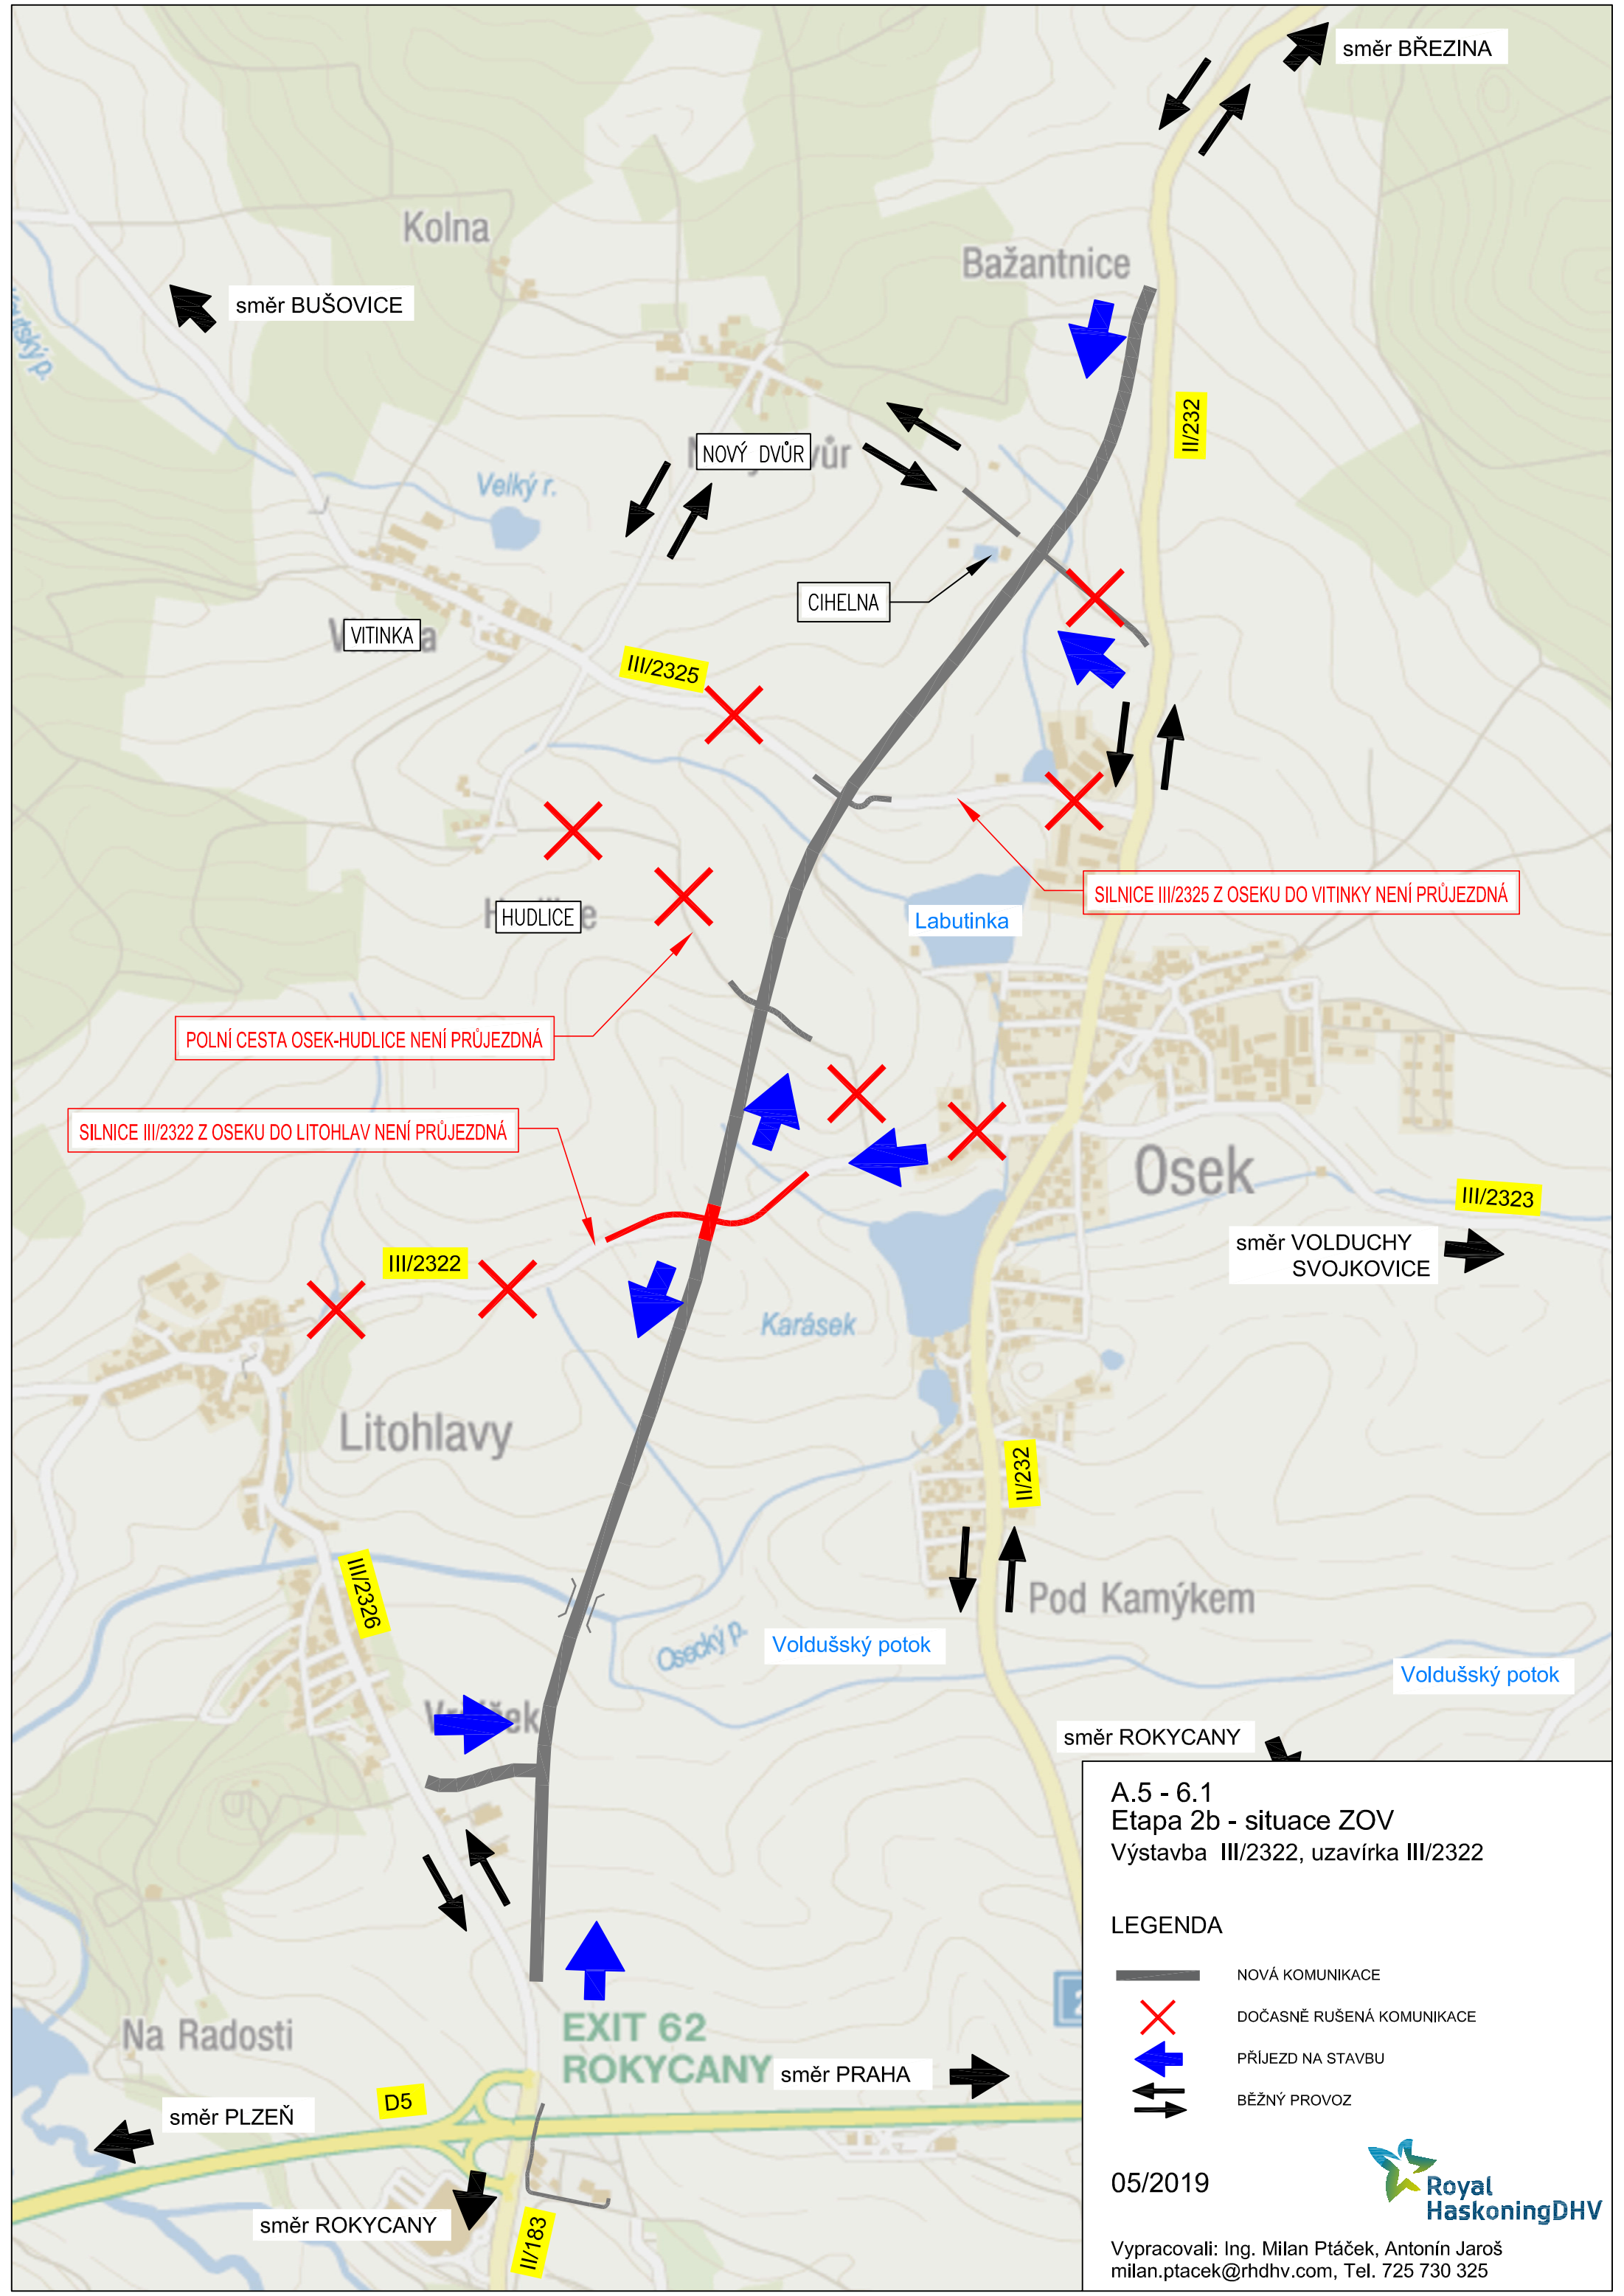 směr BŘEZINA
Kolna
Bažantnice
směr BUŠOVICE
II/232
NOVÝ DVŮR
vůr
Velký r.
CIHELNA
VITINKA
III/2325
SILNICE III/2325 Z OSEKU DO VITINKY NENÍ PRŮJEZDNÁ
HUDLICE
Labutinka
POLNÍ CESTA OSEK-HUDLICE NENÍ PRŮJEZDNÁ
SILNICE III/2322 Z OSEKU DO LITOHLAV NENÍ PRŮJEZDNÁ
Osek
III/2323
směr VOLDUCHY
SVOJKOVICE
III/2322
Karásek
Litohlavy
II/232
III/2326
Pod Kamýkem
Osecký p.
Voldušský potok
Voldušský potok
směr ROKYCANY
A.5 - 6.1
Etapa 2b - situace ZOV
Výstavba III/2322, uzavírka III/2322
LEGENDA
NOVÁ KOMUNIKACE
DOČASNĚ RUŠENÁ KOMUNIKACE
PŘÍJEZD NA STAVBU
BĚŽNÝ PROVOZ
EXIT 62
ROKYCANY
Na Radosti
směr PRAHA
D5
směr PLZEŇ
směr ROKYCANY
II/183
05/2019
Royal
HaskoningDHV
Vypracovali: Ing. Milan Ptáček, Antonín Jaroš
milan.ptacek@rhdhv.com, Tel. 725 730 325